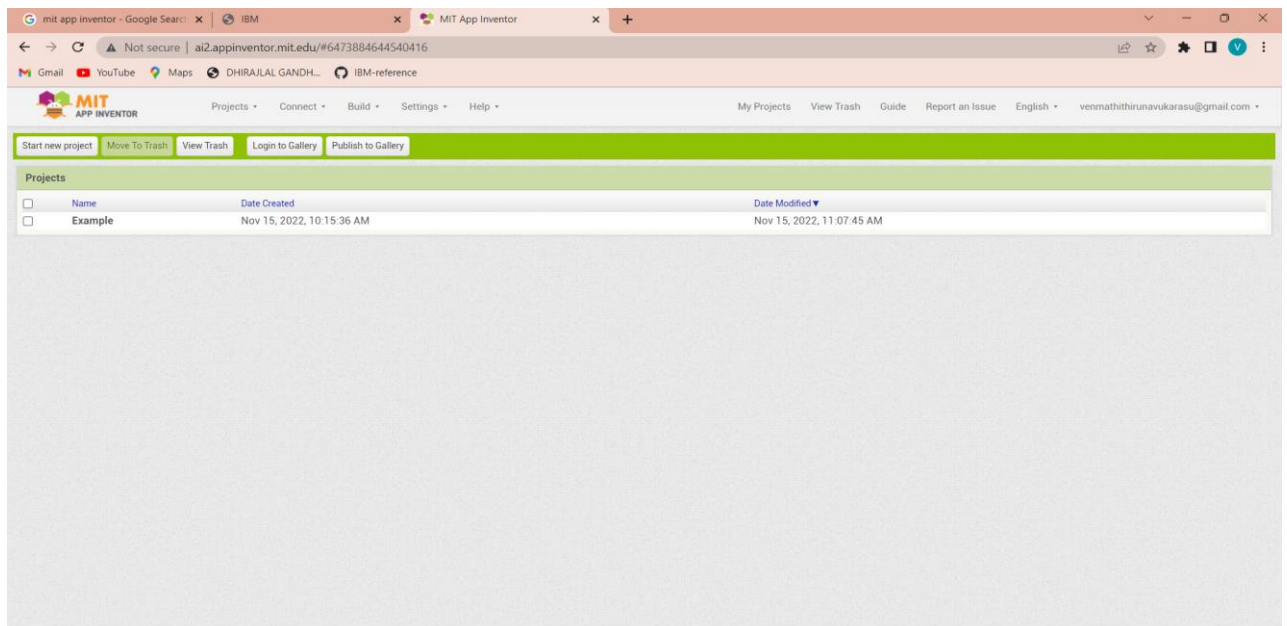 mit app inventor - Google Searc IBM MIT App Inventor
Not secure | ai2.appinventor.mit.edu/#6473884644540416 V
Gmail YouTube Maps DHIRAJLAL GANDH... IBM-reference
MIT
APP INVENTOR
Projects Connect Build Settings Help My Projects View Trash Guide Report an Issue English venmathithirunavukarasu@gmail.com
Start new project Move To Trash View Trash Login to Gallery Publish to Gallery
Projects
Name Date Created Date Modified
Example Nov 15, 2022, 10:15:36 AM Nov 15, 2022, 11:07:45 AM